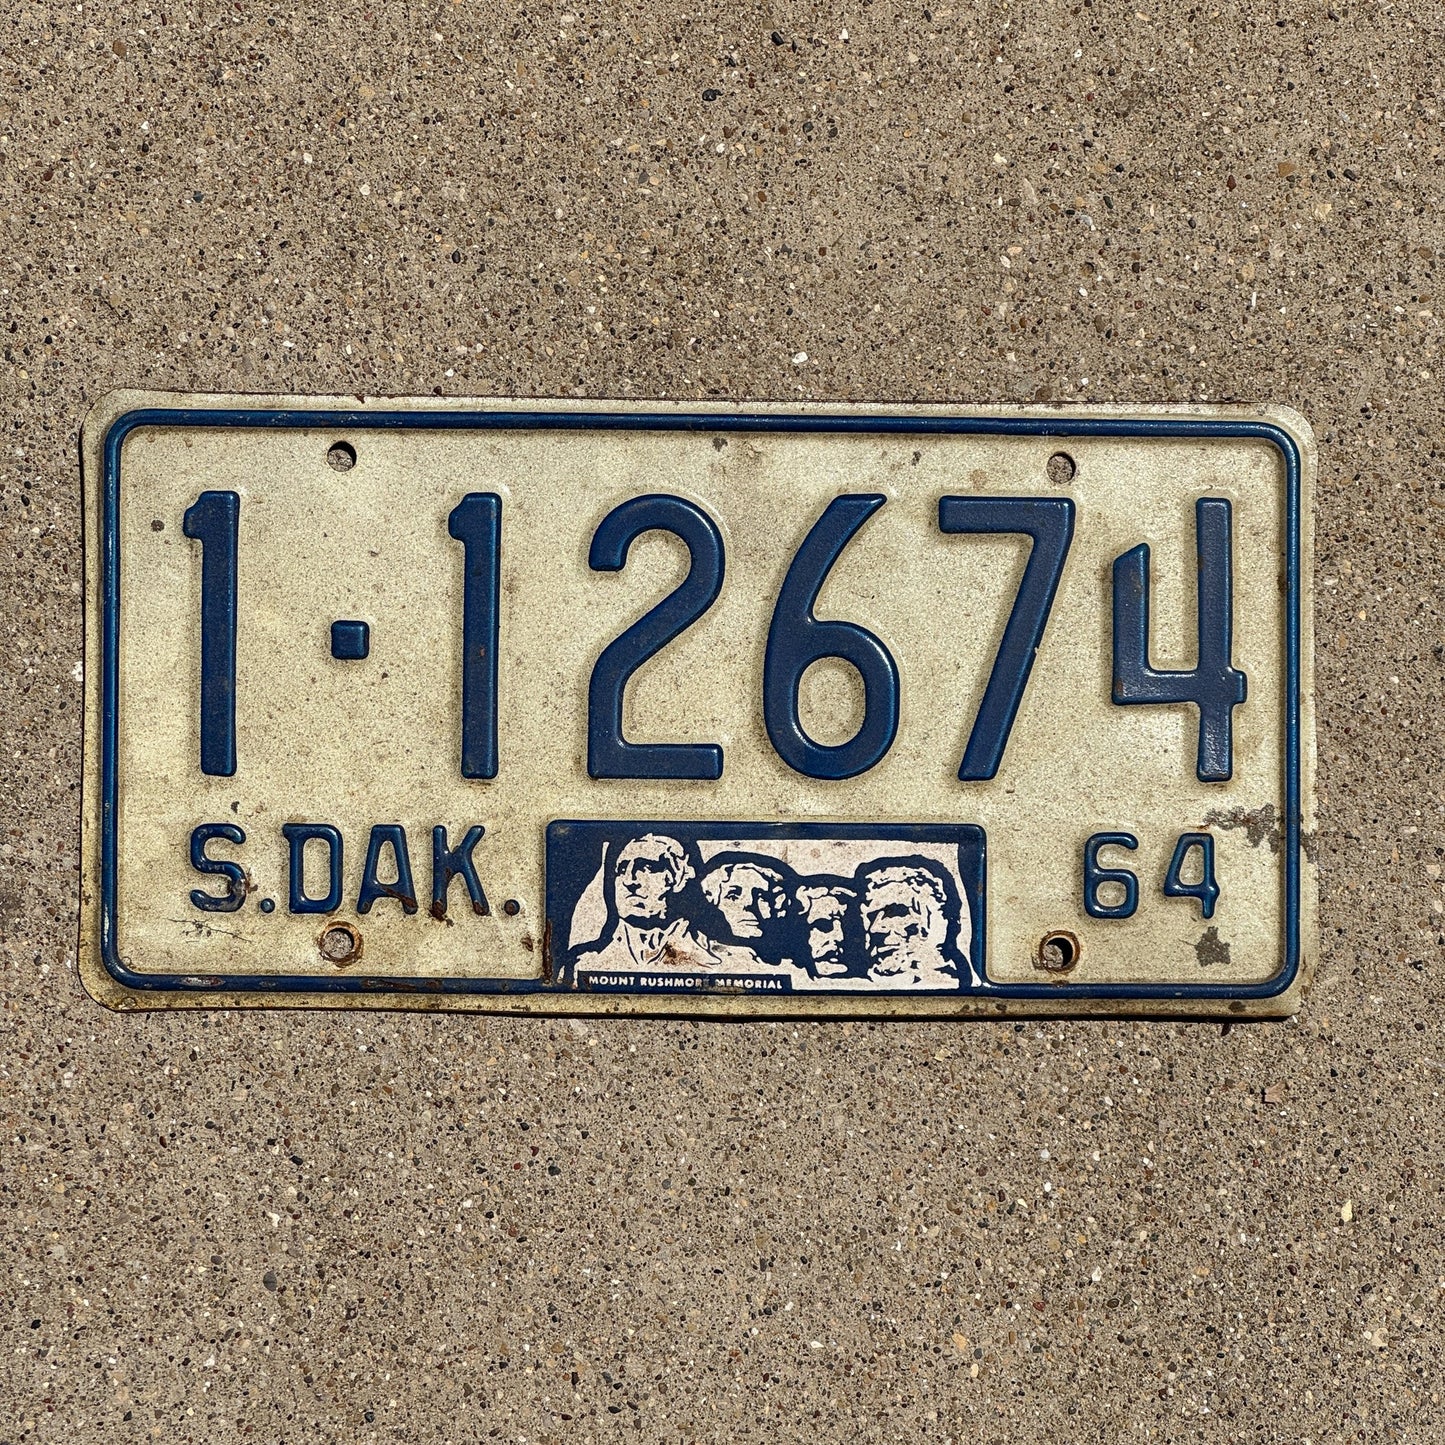 1·12674
S.DAK. 64
MOUNT RUSHMORE MEMORIAL